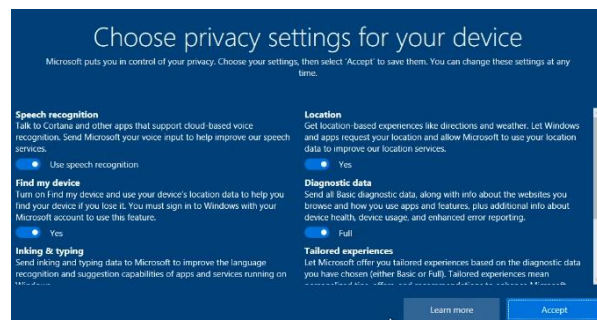 Choose privacy settings for your device
Microsoft puts you in control of your privacy. Choose your settings, then select 'Accept' to save them. You can change these settings at any
time.
Speech recognition
Talk to Cortana and other apps that support cloud-based voice
recognition. Send Microsoft your voice input to help improve our speech
services.
Use speech recognition
Find my device
Turn on Find my device and use your device's location data to help you
find your device if you lose it. You must sign in to Windows with your
Microsoft account to use this feature.
Yes
Inking & typing
Send inking and typing data to Microsoft to improve the language
recognition and suggestion capabilities of apps and services running on
Location
Get location-based experiences like directions and weather. Let Windows
and apps request your location and allow Microsoft to use your location
data to improve our location services.
Yes
Diagnostic data
Send all Basic diagnostic data, along with info about the websites you
browse and how you use apps and features, plus additional info about
device health, device usage, and enhanced error reporting.
Full
Tailored experiences
Let Microsoft offer you tailored experiences based on the diagnostic data
you have chosen (either Basic or Full). Tailored experiences mean
Learn more
Accept